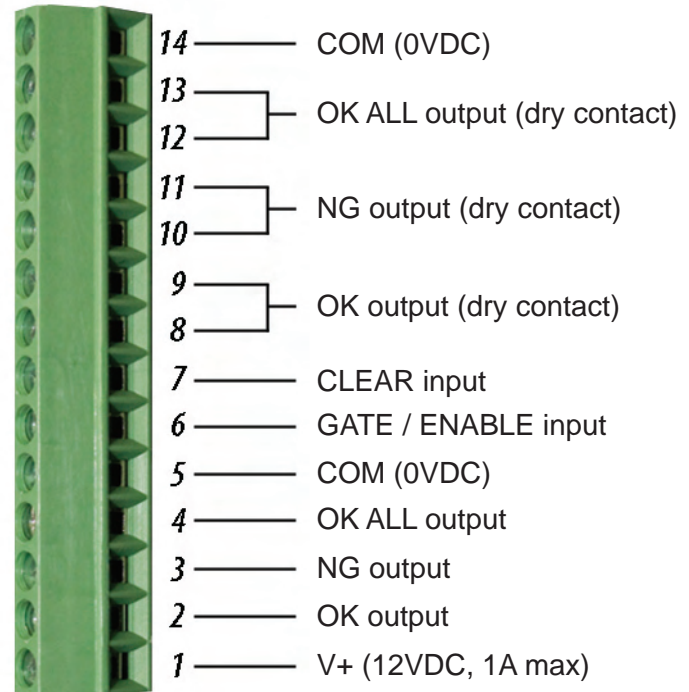 14 COM (0VDC)
13
12 OK ALL output (dry contact)
11
10 NG output (dry contact)
9
8 OK output (dry contact)
7 CLEAR input
6 GATE / ENABLE input
5 COM (0VDC)
4 OK ALL output
3 NG output
2 OK output
1 V+ (12VDC, 1A max)